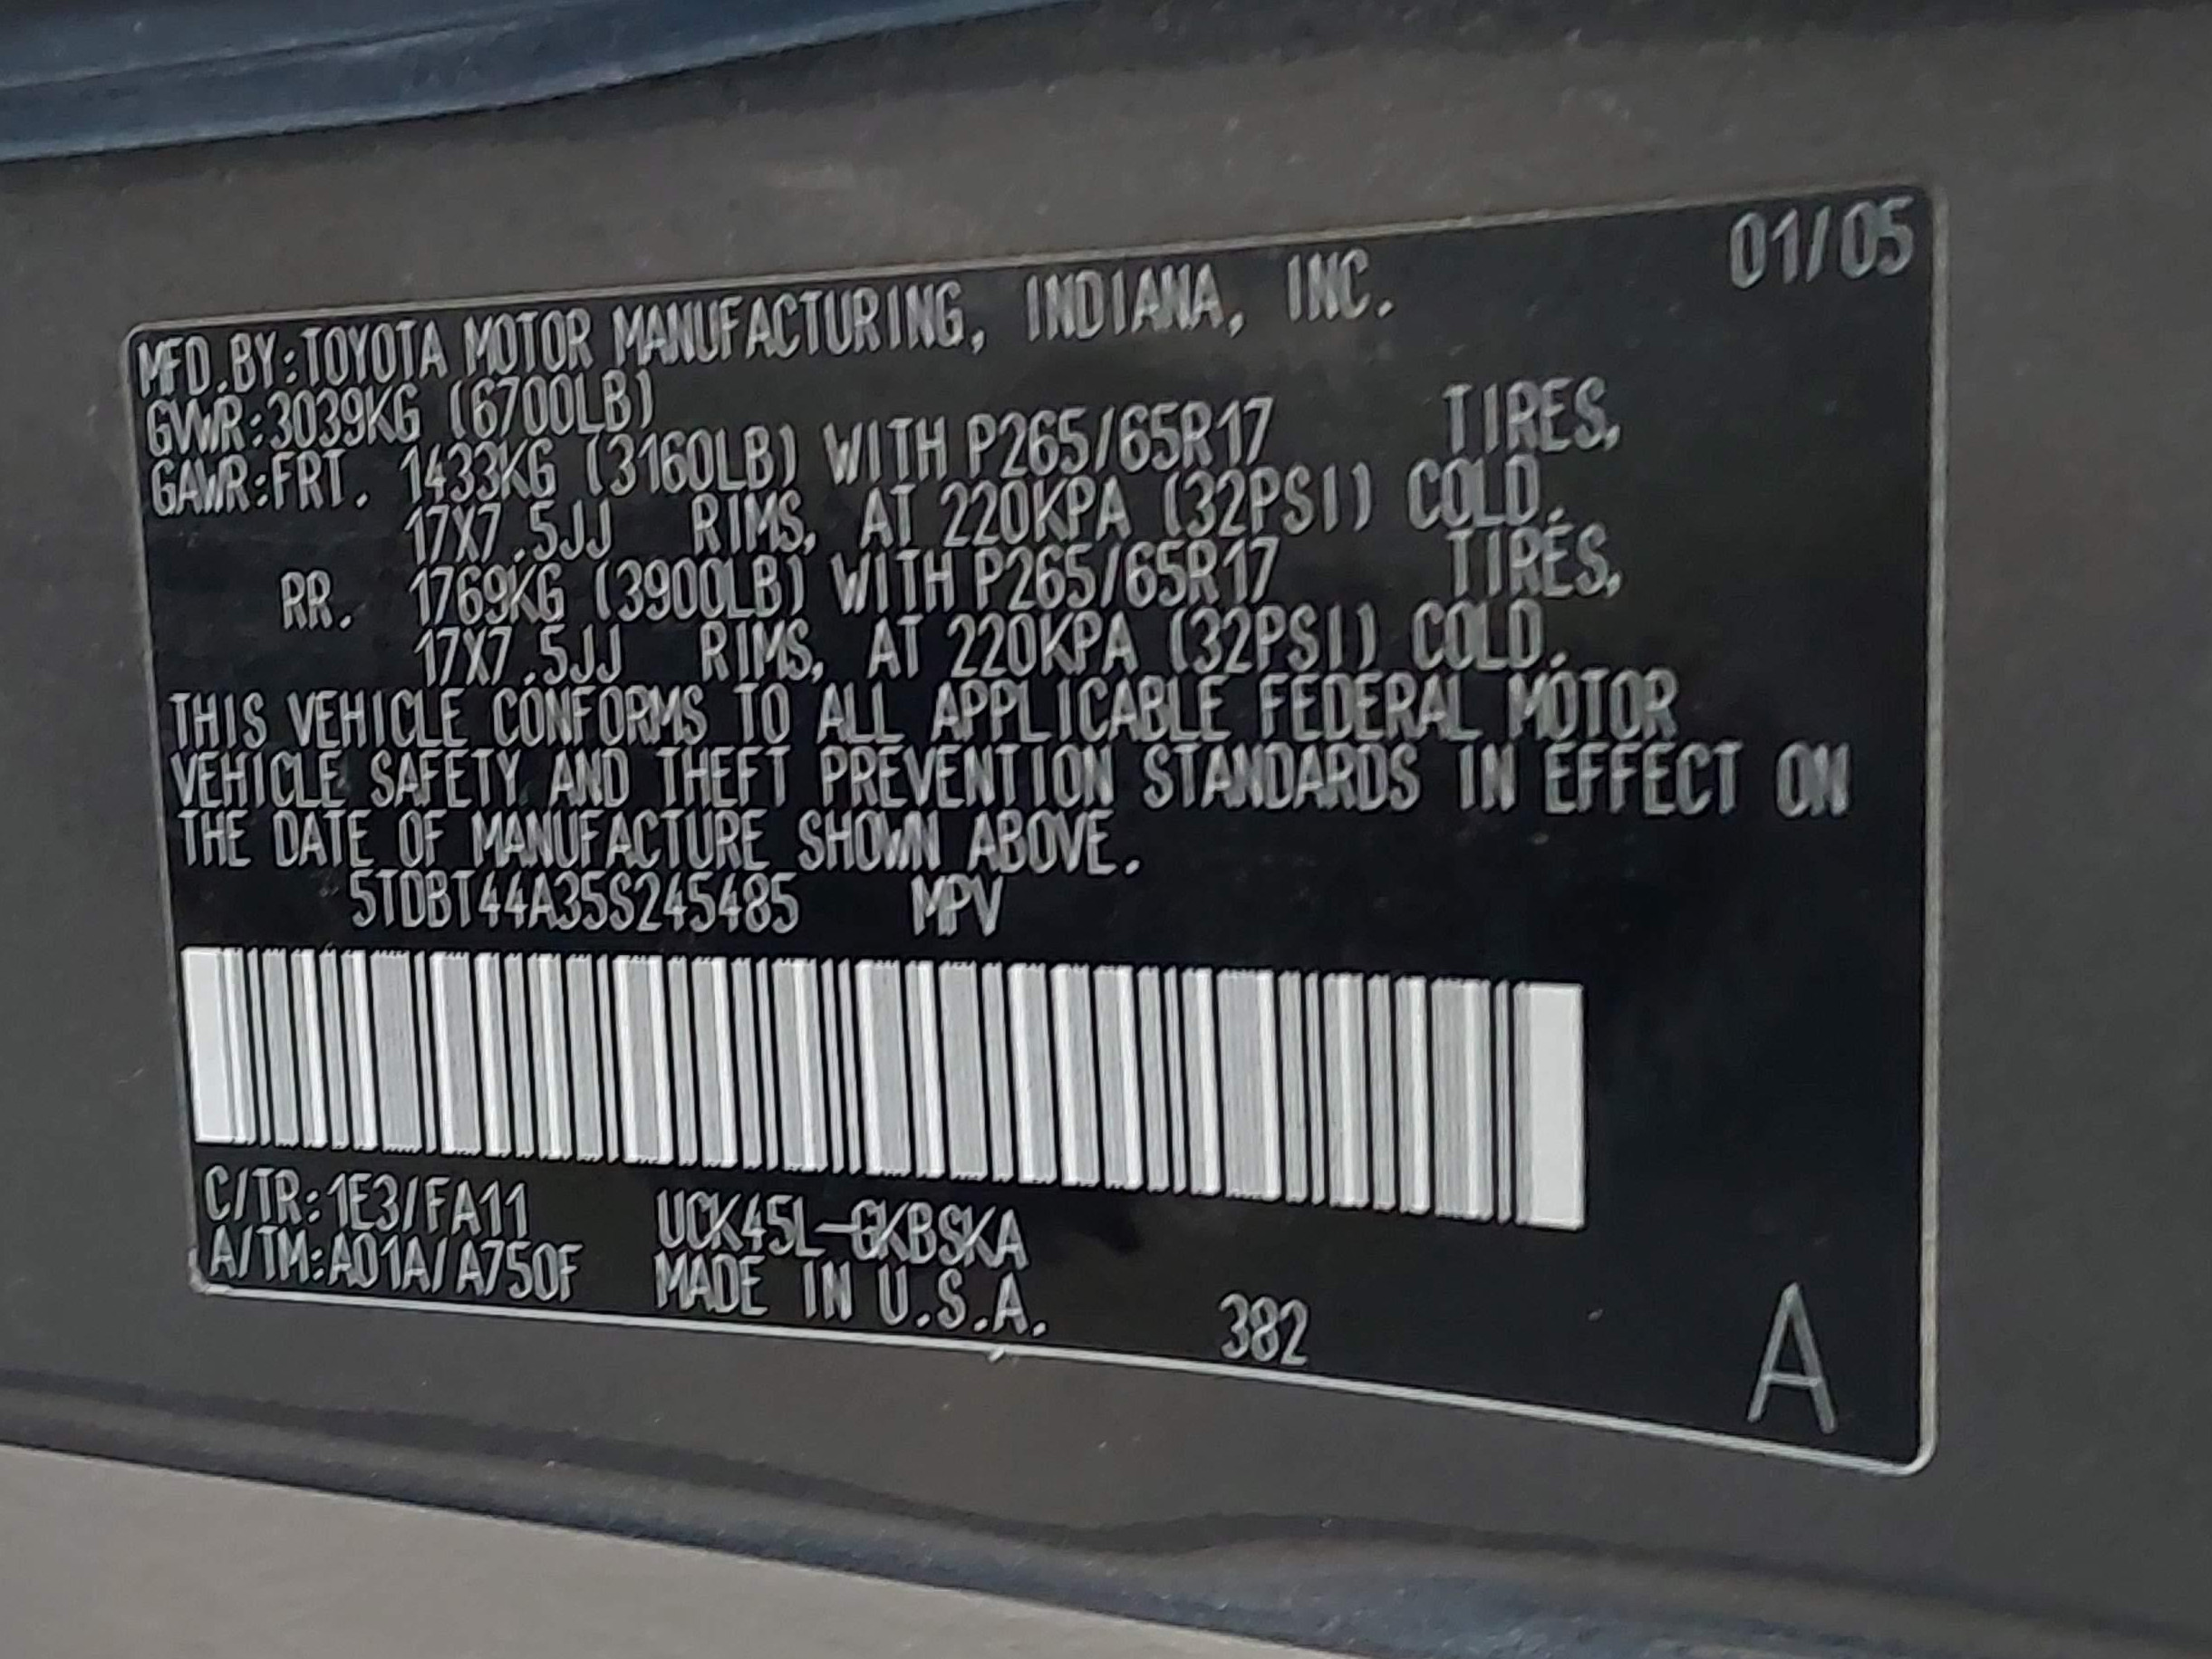 01/05
MFD.BY:TOYOTA MOTOR MANUFACTURING, INDIANA, INC.
GVWR:3039KG (6700LB)
GAWR:FRT. 1433KG (3160LB) WITH P265/65R17 TIRES,
17X7.5JJ RIMS, AT 220KPA (32PSI) COLD.
RR. 1769KG (3900LB) WITH P265/65R17 TIRES,
17X7.5JJ RIMS, AT 220KPA (32PSI) COLD.
THIS VEHICLE CONFORMS TO ALL APPLICABLE FEDERAL MOTOR
VEHICLE SAFETY AND THEFT PREVENTION STANDARDS IN EFFECT ON
THE DATE OF MANUFACTURE SHOWN ABOVE.
5TDBT44A35S245485 MPV
C/TR:1E3/FA11 UCK45L-GKBSKA
A/TM:A01A/A750F MADE IN U.S.A. 382
A